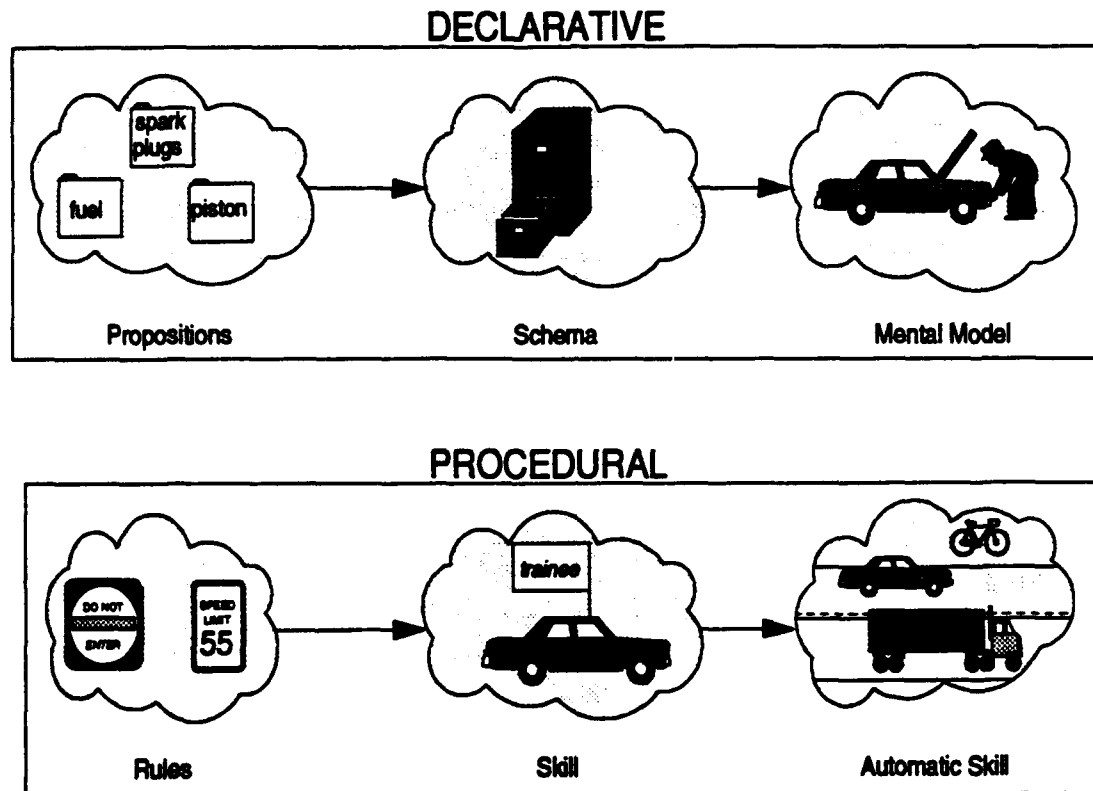 DECLARATIVE
spark
plugs
fuel
piston
Propositions
Schema
Mental Model
PROCEDURAL
DO NOT
ENTER
SPEED
LIMIT
55
trainee
Rules
Skill
Automatic Skill